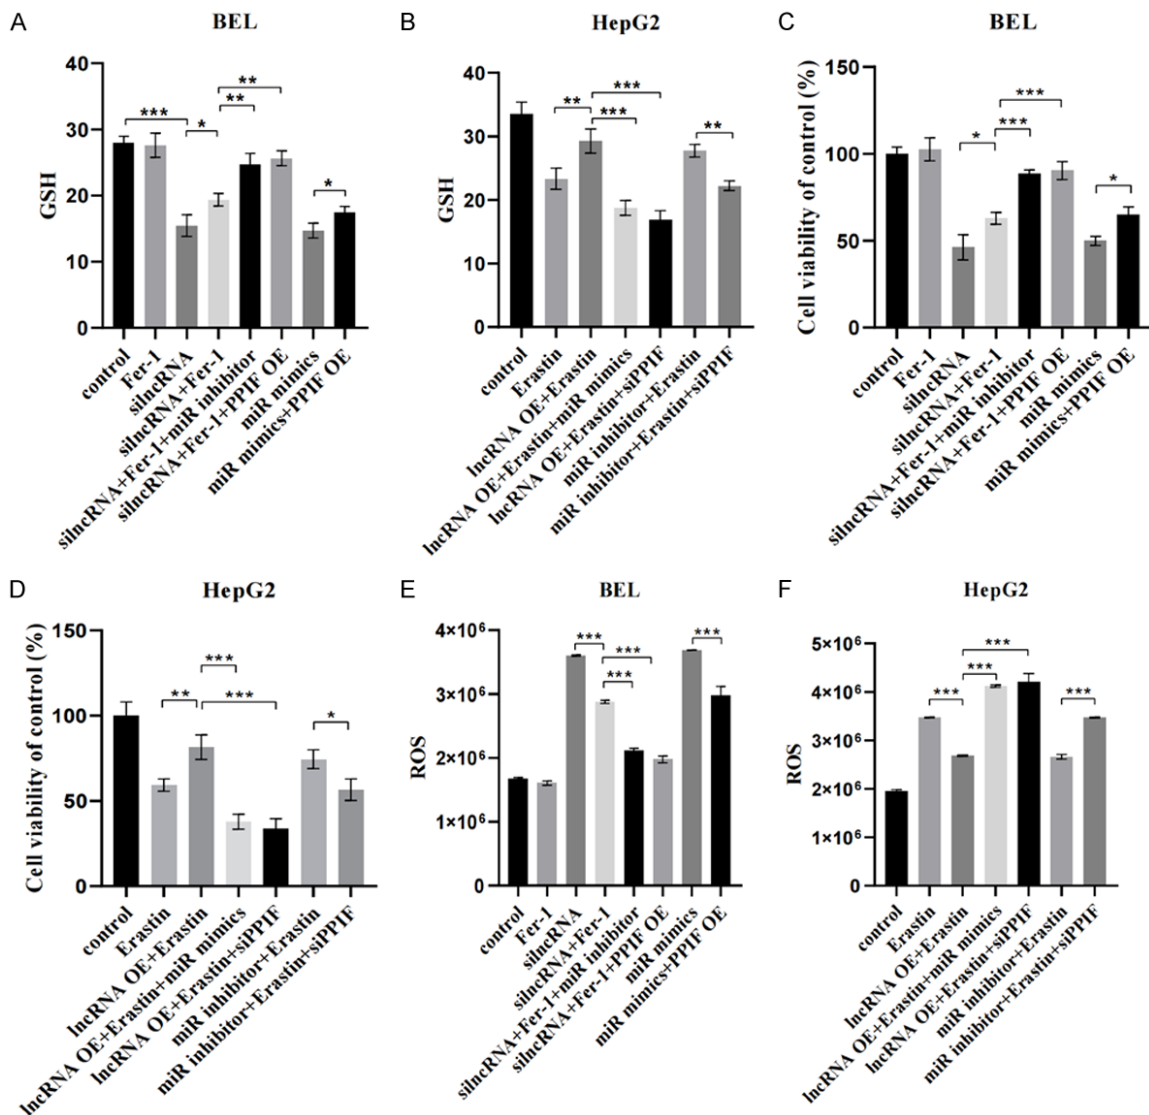 A
BEL
GSH
40
30
20
10
0
***
*
**
**
*
control
Fer-1
silncRNA
silncRNA+Fer-1
silncRNA+Fer-1+miR inhibitor
silncRNA+Fer-1+PPIF OE
miR mimics
miR mimics+PPIF OE
B
HepG2
GSH
40
30
20
10
0
**
***
***
**
control
Erastin
lncRNA OE+Erastin
lncRNA OE+Erastin+miR mimics
lncRNA OE+Erastin+siPPIF
miR inhibitor+Erastin
miR inhibitor+Erastin+siPPIF
C
BEL
Cell viability of control (%)
150
100
50
0
*
***
***
*
control
Fer-1
silncRNA
silncRNA+Fer-1
silncRNA+Fer-1+miR inhibitor
silncRNA+Fer-1+PPIF OE
miR mimics
miR mimics+PPIF OE
D
HepG2
Cell viability of control (%)
150
100
50
0
**
***
***
*
control
Erastin
lncRNA OE+Erastin
lncRNA OE+Erastin+miR mimics
lncRNA OE+Erastin+siPPIF
miR inhibitor+Erastin
miR inhibitor+Erastin+siPPIF
E
BEL
ROS
4×10⁶
3×10⁶
2×10⁶
1×10⁶
0
***
***
***
***
control
Fer-1
silncRNA
silncRNA+Fer-1
silncRNA+Fer-1+miR inhibitor
silncRNA+Fer-1+PPIF OE
miR mimics
miR mimics+PPIF OE
F
HepG2
ROS
5×10⁶
4×10⁶
3×10⁶
2×10⁶
1×10⁶
0
***
***
***
***
control
Erastin
lncRNA OE+Erastin
lncRNA OE+Erastin+miR mimics
lncRNA OE+Erastin+siPPIF
miR inhibitor+Erastin
miR inhibitor+Erastin+siPPIF